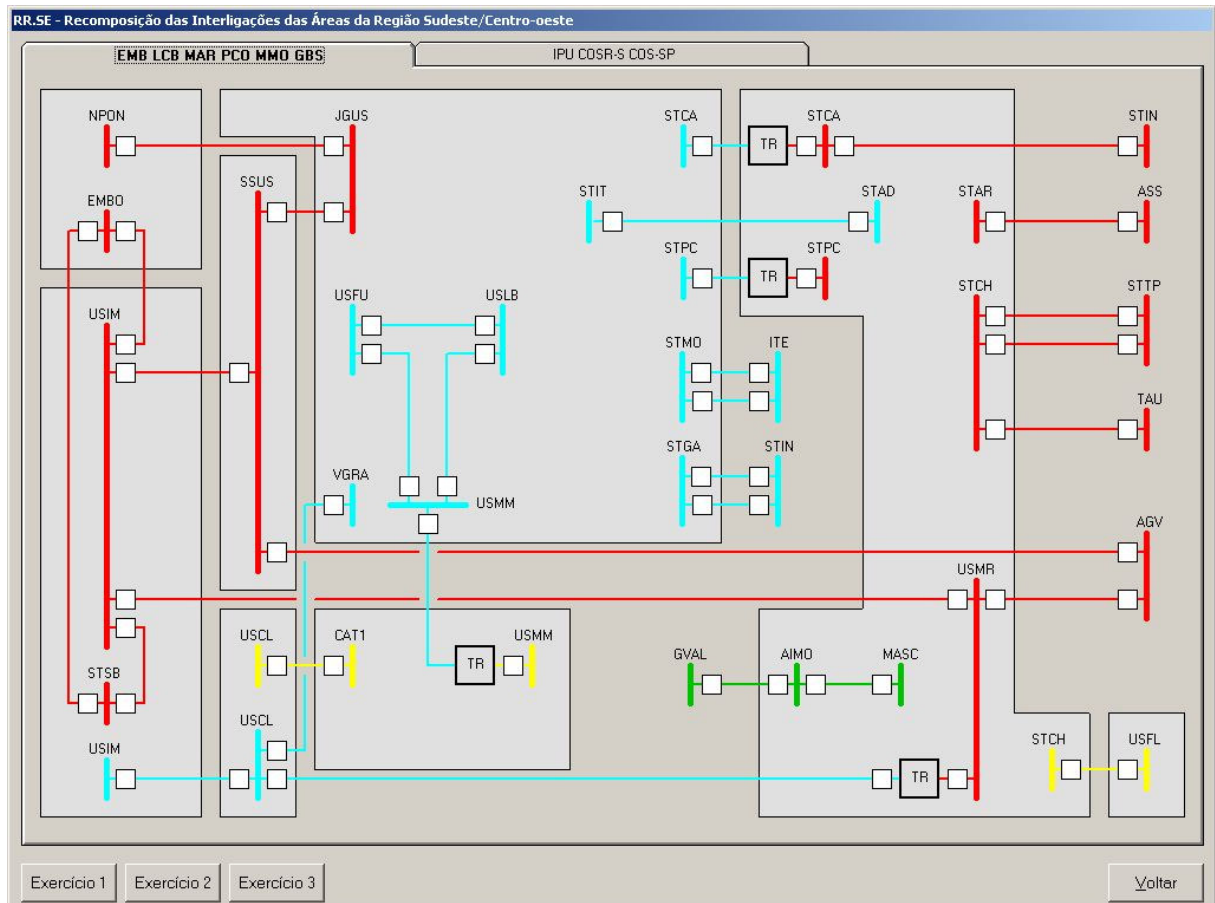 RR.SE - Recomposição das Interligações das Áreas da Região Sudeste/Centro-oeste
EMB LCB MAR PCO MMO GBS
IPU COSR-S COS-SP
NPON
JGUS
STCA
STCA
STIN
SSUS
EMBO
STIT
STAD
STAR
ASS
TR
STPC
STPC
USIM
USFU
USLB
TR
STCH
STTP
STMO
ITE
TAU
STGA
STIN
VGRA
USMM
AGV
USMR
USCL
CAT1
USMM
GVAL
AIMO
MASC
TR
STSB
USCL
USIM
STCH
USFL
TR
Exercício 1
Exercício 2
Exercício 3
Voltar